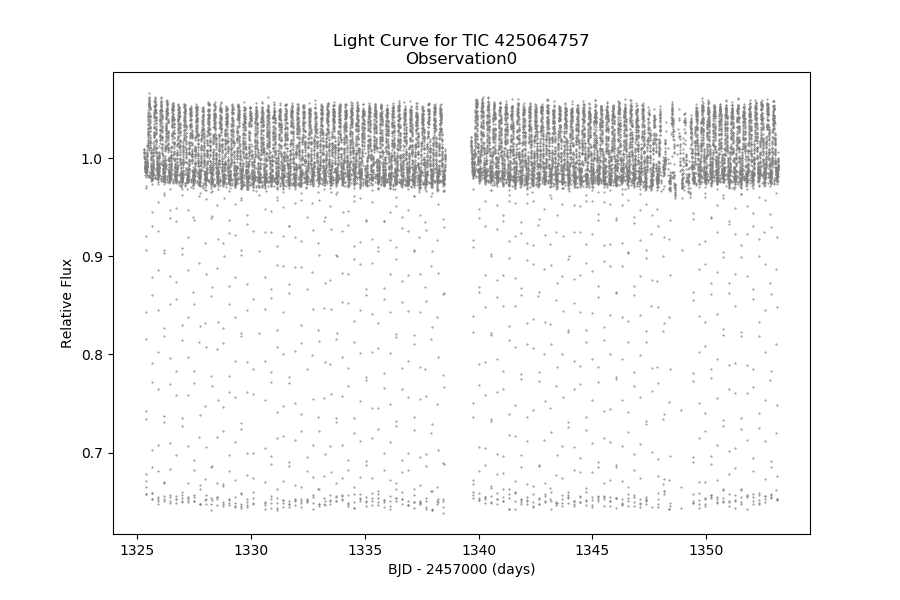 Light Curve for TIC 425064757
Observation0
1.0
0.9
0.8
0.7
Relative Flux
1325
1330
1335
1340
1345
1350
BJD - 2457000 (days)